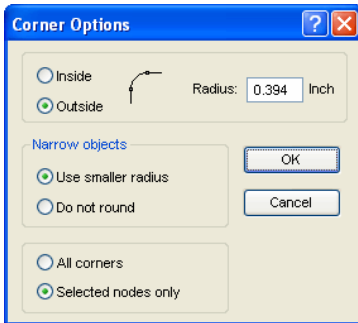 Corner Options
Inside
Outside
Radius: 0.394 Inch
Narrow objects
Use smaller radius
Do not round
OK
Cancel
All corners
Selected nodes only